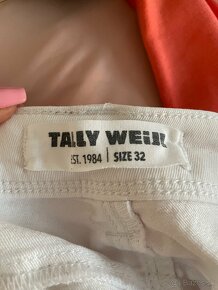 TALLY WEiJL
EST. 1984 | SIZE 32